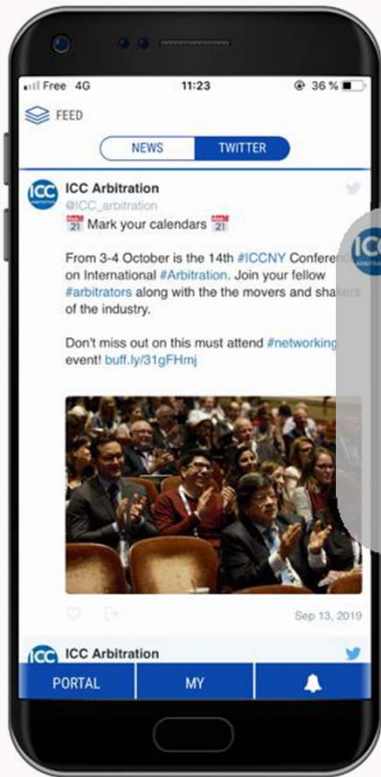 Free 4G 11:23 36 %
FEED
NEWS TWITTER
ICC ICC Arbitration
@ICC_arbitration
Mark your calendars
From 3-4 October is the 14th #ICCNY Conference
on International #Arbitration. Join your fellow
#arbitrators along with the the movers and shakers
of the industry.
Don't miss out on this must attend #networking
event! buff.ly/31gFHmj
Sep 13, 2019
ICC ICC Arbitration
PORTAL MY